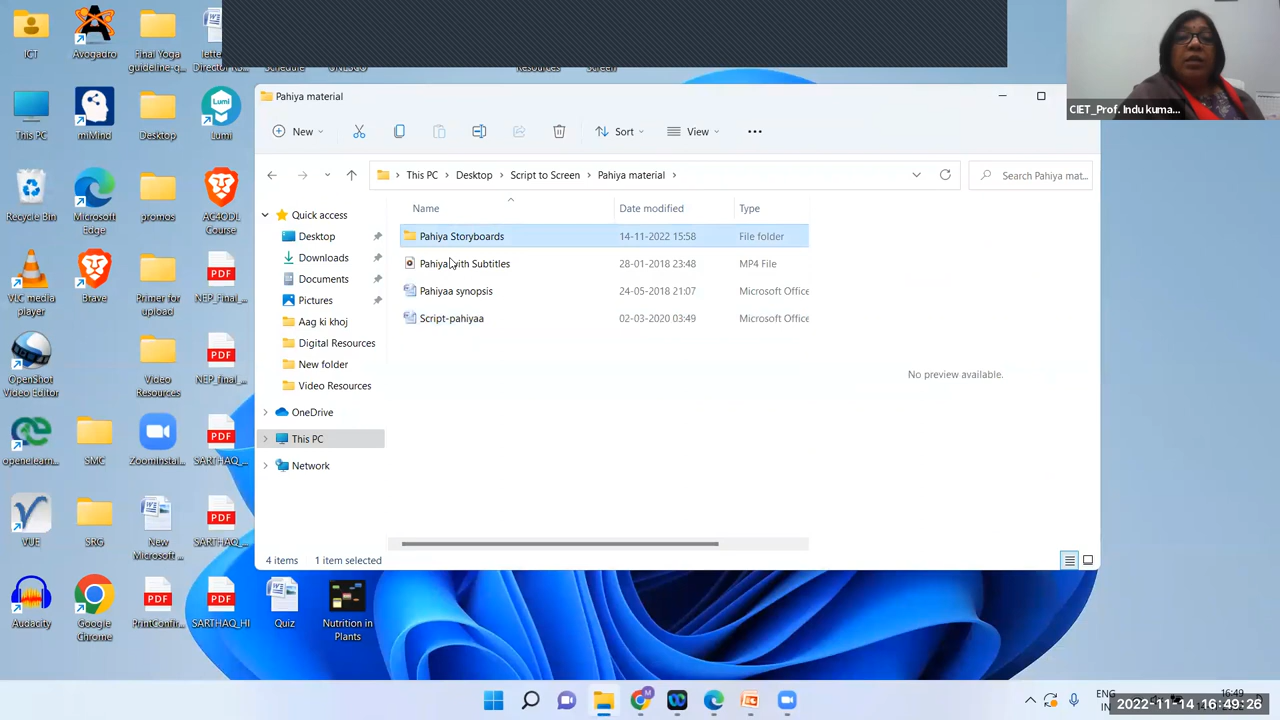 ICT
Avogadro
Final Yoga
guideline-g...
lette
Director
This PC
miMind
Desktop
Lumi
Recycle Bin
Microsoft
Edge
promos
AC4ODL
Course
VLC media
player
Brave
Primer for
upload
NEP_Final_...
OpenShot
Video Editor
Video
Resources
NEP_final_...
openelearn...
SMC
Zoominstal...
SARTHAQ_...
VUE
SRG
New
Microsoft ...
SARTHAQ_...
Audacity
Google
Chrome
PrintConfir...
SARTHAQ_HI
Quiz
Nutrition in
Plants
Pahiya material
New
Sort
View
This PC
Desktop
Script to Screen
Pahiya material
Search Pahiya mat...
Name
Date modified
Type
Pahiya Storyboards
14-11-2022 15:58
File folder
Pahiya with Subtitles
28-01-2018 23:48
MP4 File
Pahiyaa synopsis
24-05-2018 21:07
Microsoft Office
Script-pahiyaa
02-03-2020 03:49
Microsoft Office
Quick access
Desktop
Downloads
Documents
Pictures
Aag ki khoj
Digital Resources
New folder
Video Resources
OneDrive
This PC
Network
No preview available.
4 items
1 item selected
CIET_Prof. Indu kuma...
ENG
IN
16:49
2022-11-14 16:49:26